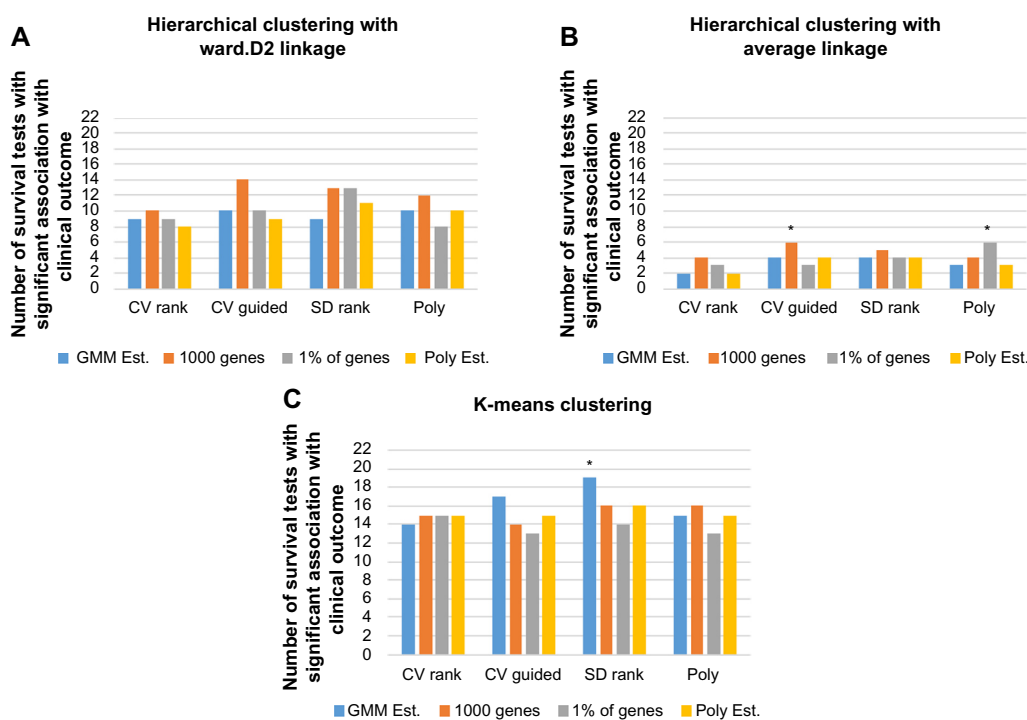 A
Hierarchical clustering with
ward.D2 linkage
Number of survival tests with
significant association with
clinical outcome
22
20
18
16
14
12
10
8
6
4
2
0
CV rank
CV guided
SD rank
Poly
GMM Est.
1000 genes
1% of genes
Poly Est.
B
Hierarchical clustering with
average linkage
Number of survival tests with
significant association with
clinical outcome
22
20
18
16
14
12
10
8
6
4
2
0
*
*
CV rank
CV guided
SD rank
Poly
GMM Est.
1000 genes
1% of genes
Poly Est.
C
K-means clustering
Number of survival tests with
significant association with
clinical outcome
22
20
18
16
14
12
10
8
6
4
2
0
*
CV rank
CV guided
SD rank
Poly
GMM Est.
1000 genes
1% of genes
Poly Est.